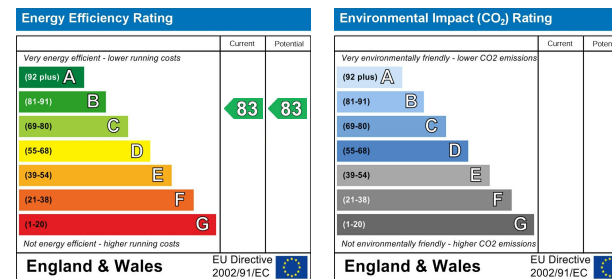 Energy Efficiency Rating
Current Potential
Very energy efficient - lower running costs
(92 plus) A
(81-91) B
83 83
(69-80) C
(55-68) D
(39-54) E
(21-38) F
(1-20) G
Not energy efficient - higher running costs
England & Wales
EU Directive
2002/91/EC
Environmental Impact (CO₂) Rating
Current Poten
Very environmentally friendly - lower CO2 emissions
(92 plus) A
(81-91) B
(69-80) C
(55-68) D
(39-54) E
(21-38) F
(1-20) G
Not environmentally friendly - higher CO2 emissions
England & Wales
EU Directive
2002/91/EC